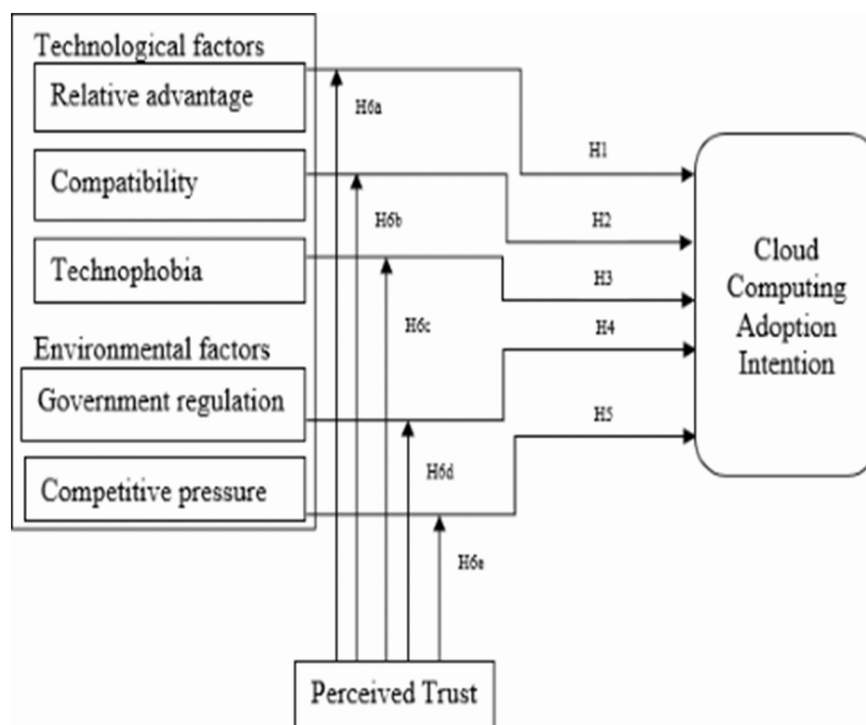 Technological factors
Relative advantage
H6a
H1
Compatibility
H6b
H2
Technophobia
H3
H6c
H4
Environmental factors
Government regulation
H5
H6d
Competitive pressure
H6e
Cloud
Computing
Adoption
Intention
Perceived Trust